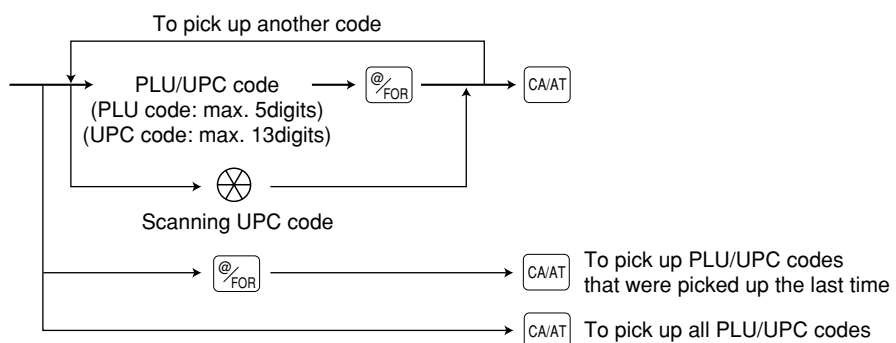 To pick up another code
PLU/UPC code
(PLU code: max. 5digits)
(UPC code: max. 13digits)
@/FOR
CA/AT
Scanning UPC code
@/FOR
CA/AT
To pick up PLU/UPC codes
that were picked up the last time
CA/AT
To pick up all PLU/UPC codes